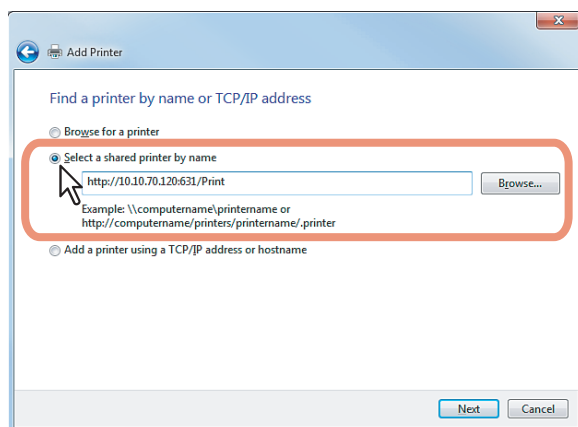 Add Printer
Find a printer by name or TCP/IP address
Browse for a printer
Select a shared printer by name
http://10.10.70.120:631/Print
Browse...
Example: \\computername\printername or
http://computername/printers/printername/.printer
Add a printer using a TCP/IP address or hostname
Next
Cancel